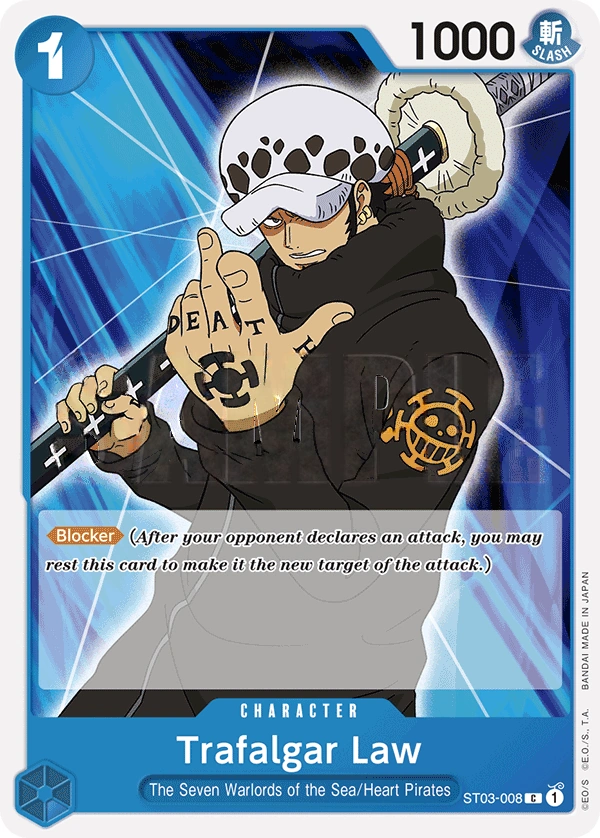 1
1000
斬
SLASH
DEATH
SAMPLE
Blocker (After your opponent declares an attack, you may
rest this card to make it the new target of the attack.)
CHARACTER
Trafalgar Law
The Seven Warlords of the Sea/Heart Pirates
ST03-008 C 1
©E.O./S ©E.O./S., T.A. BANDAI MADE IN JAPAN